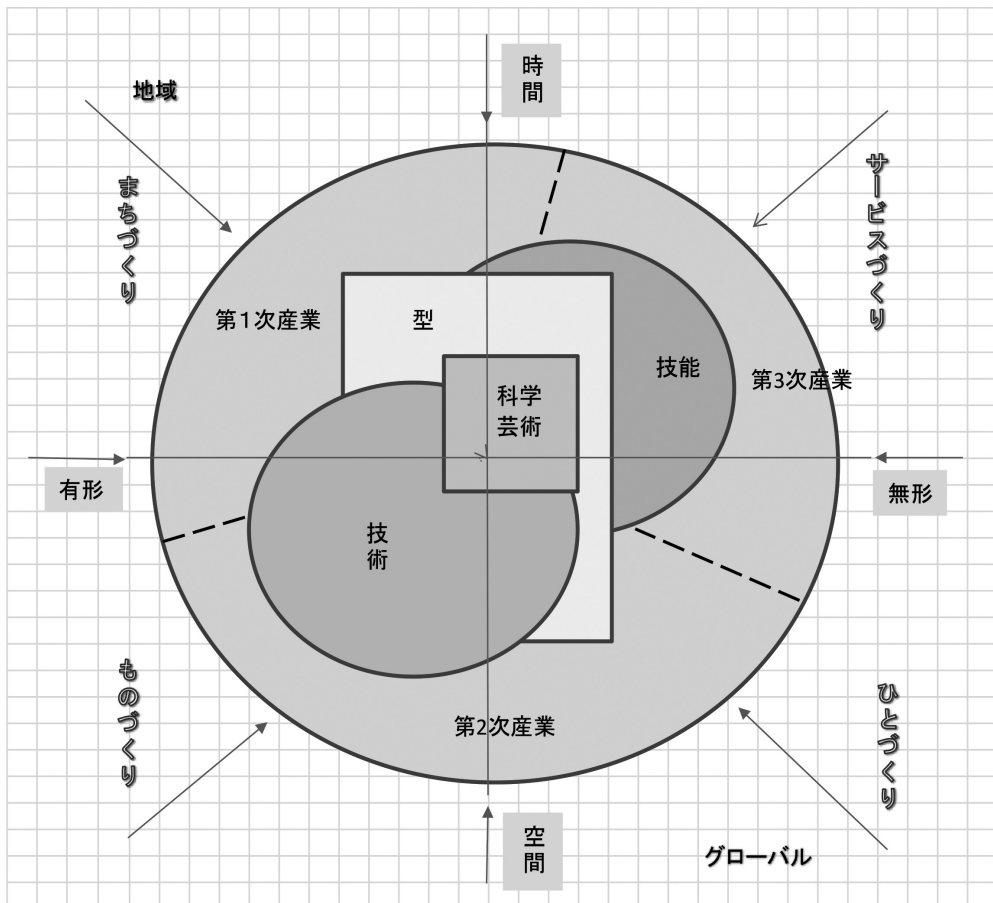 時間
地域
まちづくり
サービスづくり
第１次産業
型
技能
第3次産業
科学
芸術
有形
無形
技術
ものづくり
ひとづくり
第2次産業
空間
グローバル